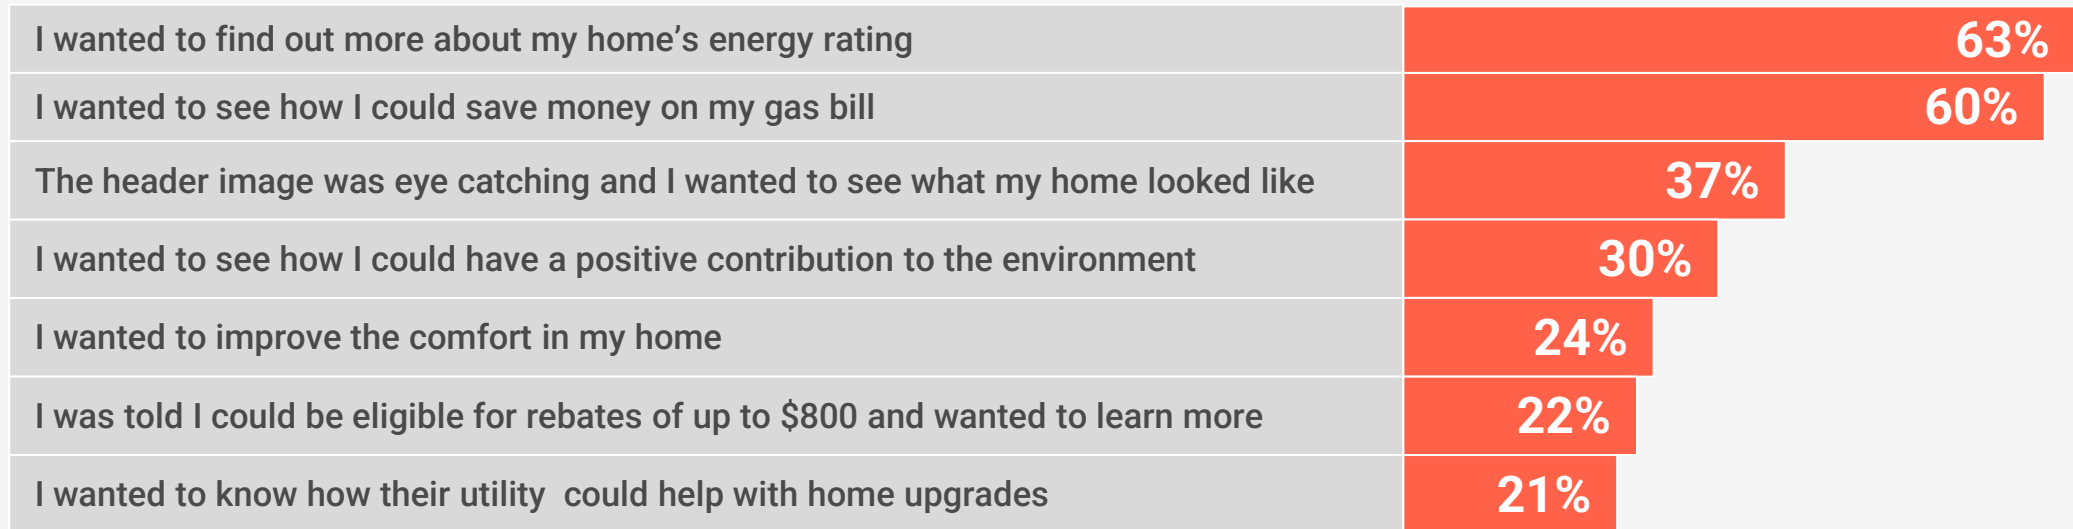 I wanted to find out more about my home’s energy rating 63%
I wanted to see how I could save money on my gas bill 60%
The header image was eye catching and I wanted to see what my home looked like 37%
I wanted to see how I could have a positive contribution to the environment 30%
I wanted to improve the comfort in my home 24%
I was told I could be eligible for rebates of up to $800 and wanted to learn more 22%
I wanted to know how their utility  could help with home upgrades 21%